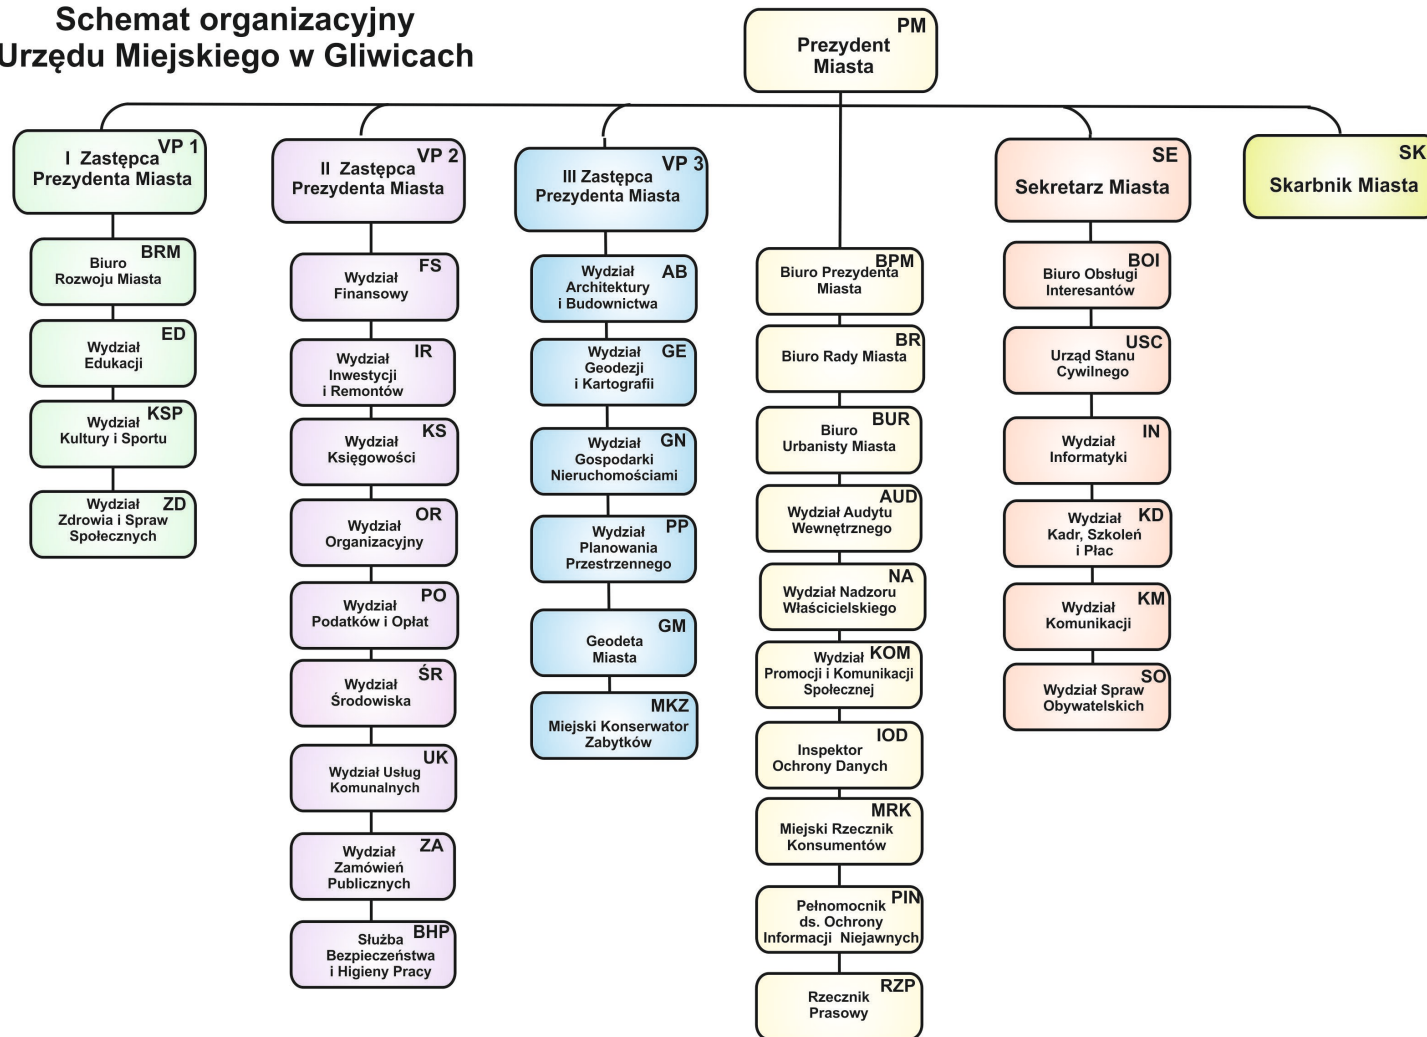 Schemat organizacyjny
Urzędu Miejskiego w Gliwicach
PM
Prezydent
Miasta
VP 1
I Zastępca
Prezydenta Miasta
BRM
Biuro
Rozwoju Miasta
ED
Wydział
Edukacji
KSP
Wydział
Kultury i Sportu
ZD
Wydział
Zdrowia i Spraw
Społecznych
VP 2
II Zastępca
Prezydenta Miasta
FS
Wydział
Finansowy
IR
Wydział
Inwestycji
i Remontów
KS
Wydział
Księgowości
OR
Wydział
Organizacyjny
PO
Wydział
Podatków i Opłat
ŚR
Wydział
Środowiska
UK
Wydział Usług
Komunalnych
ZA
Wydział
Zamówień
Publicznych
BHP
Służba
Bezpieczeństwa
i Higieny Pracy
VP 3
III Zastępca
Prezydenta Miasta
AB
Wydział
Architektury
i Budownictwa
GE
Wydział
Geodezji
i Kartografii
GN
Wydział
Gospodarki
Nieruchomościami
PP
Wydział
Planowania
Przestrzennego
GM
Geodeta
Miasta
MKZ
Miejski Konserwator
Zabytków
BPM
Biuro Prezydenta
Miasta
BR
Biuro Rady Miasta
BUR
Biuro
Urbanisty Miasta
AUD
Wydział Audytu
Wewnętrznego
NA
Wydział Nadzoru
Właścicielskiego
KOM
Wydział
Promocji i Komunikacji
Społecznej
IOD
Inspektor
Ochrony Danych
MRK
Miejski Rzecznik
Konsumentów
PIN
Pełnomocnik
ds. Ochrony
Informacji Niejawnych
RZP
Rzecznik
Prasowy
SE
Sekretarz Miasta
BOI
Biuro Obsługi
Interesantów
USC
Urząd Stanu
Cywilnego
IN
Wydział
Informatyki
KD
Wydział
Kadr, Szkoleń
i Płac
KM
Wydział
Komunikacji
SO
Wydział Spraw
Obywatelskich
SK
Skarbnik Miasta